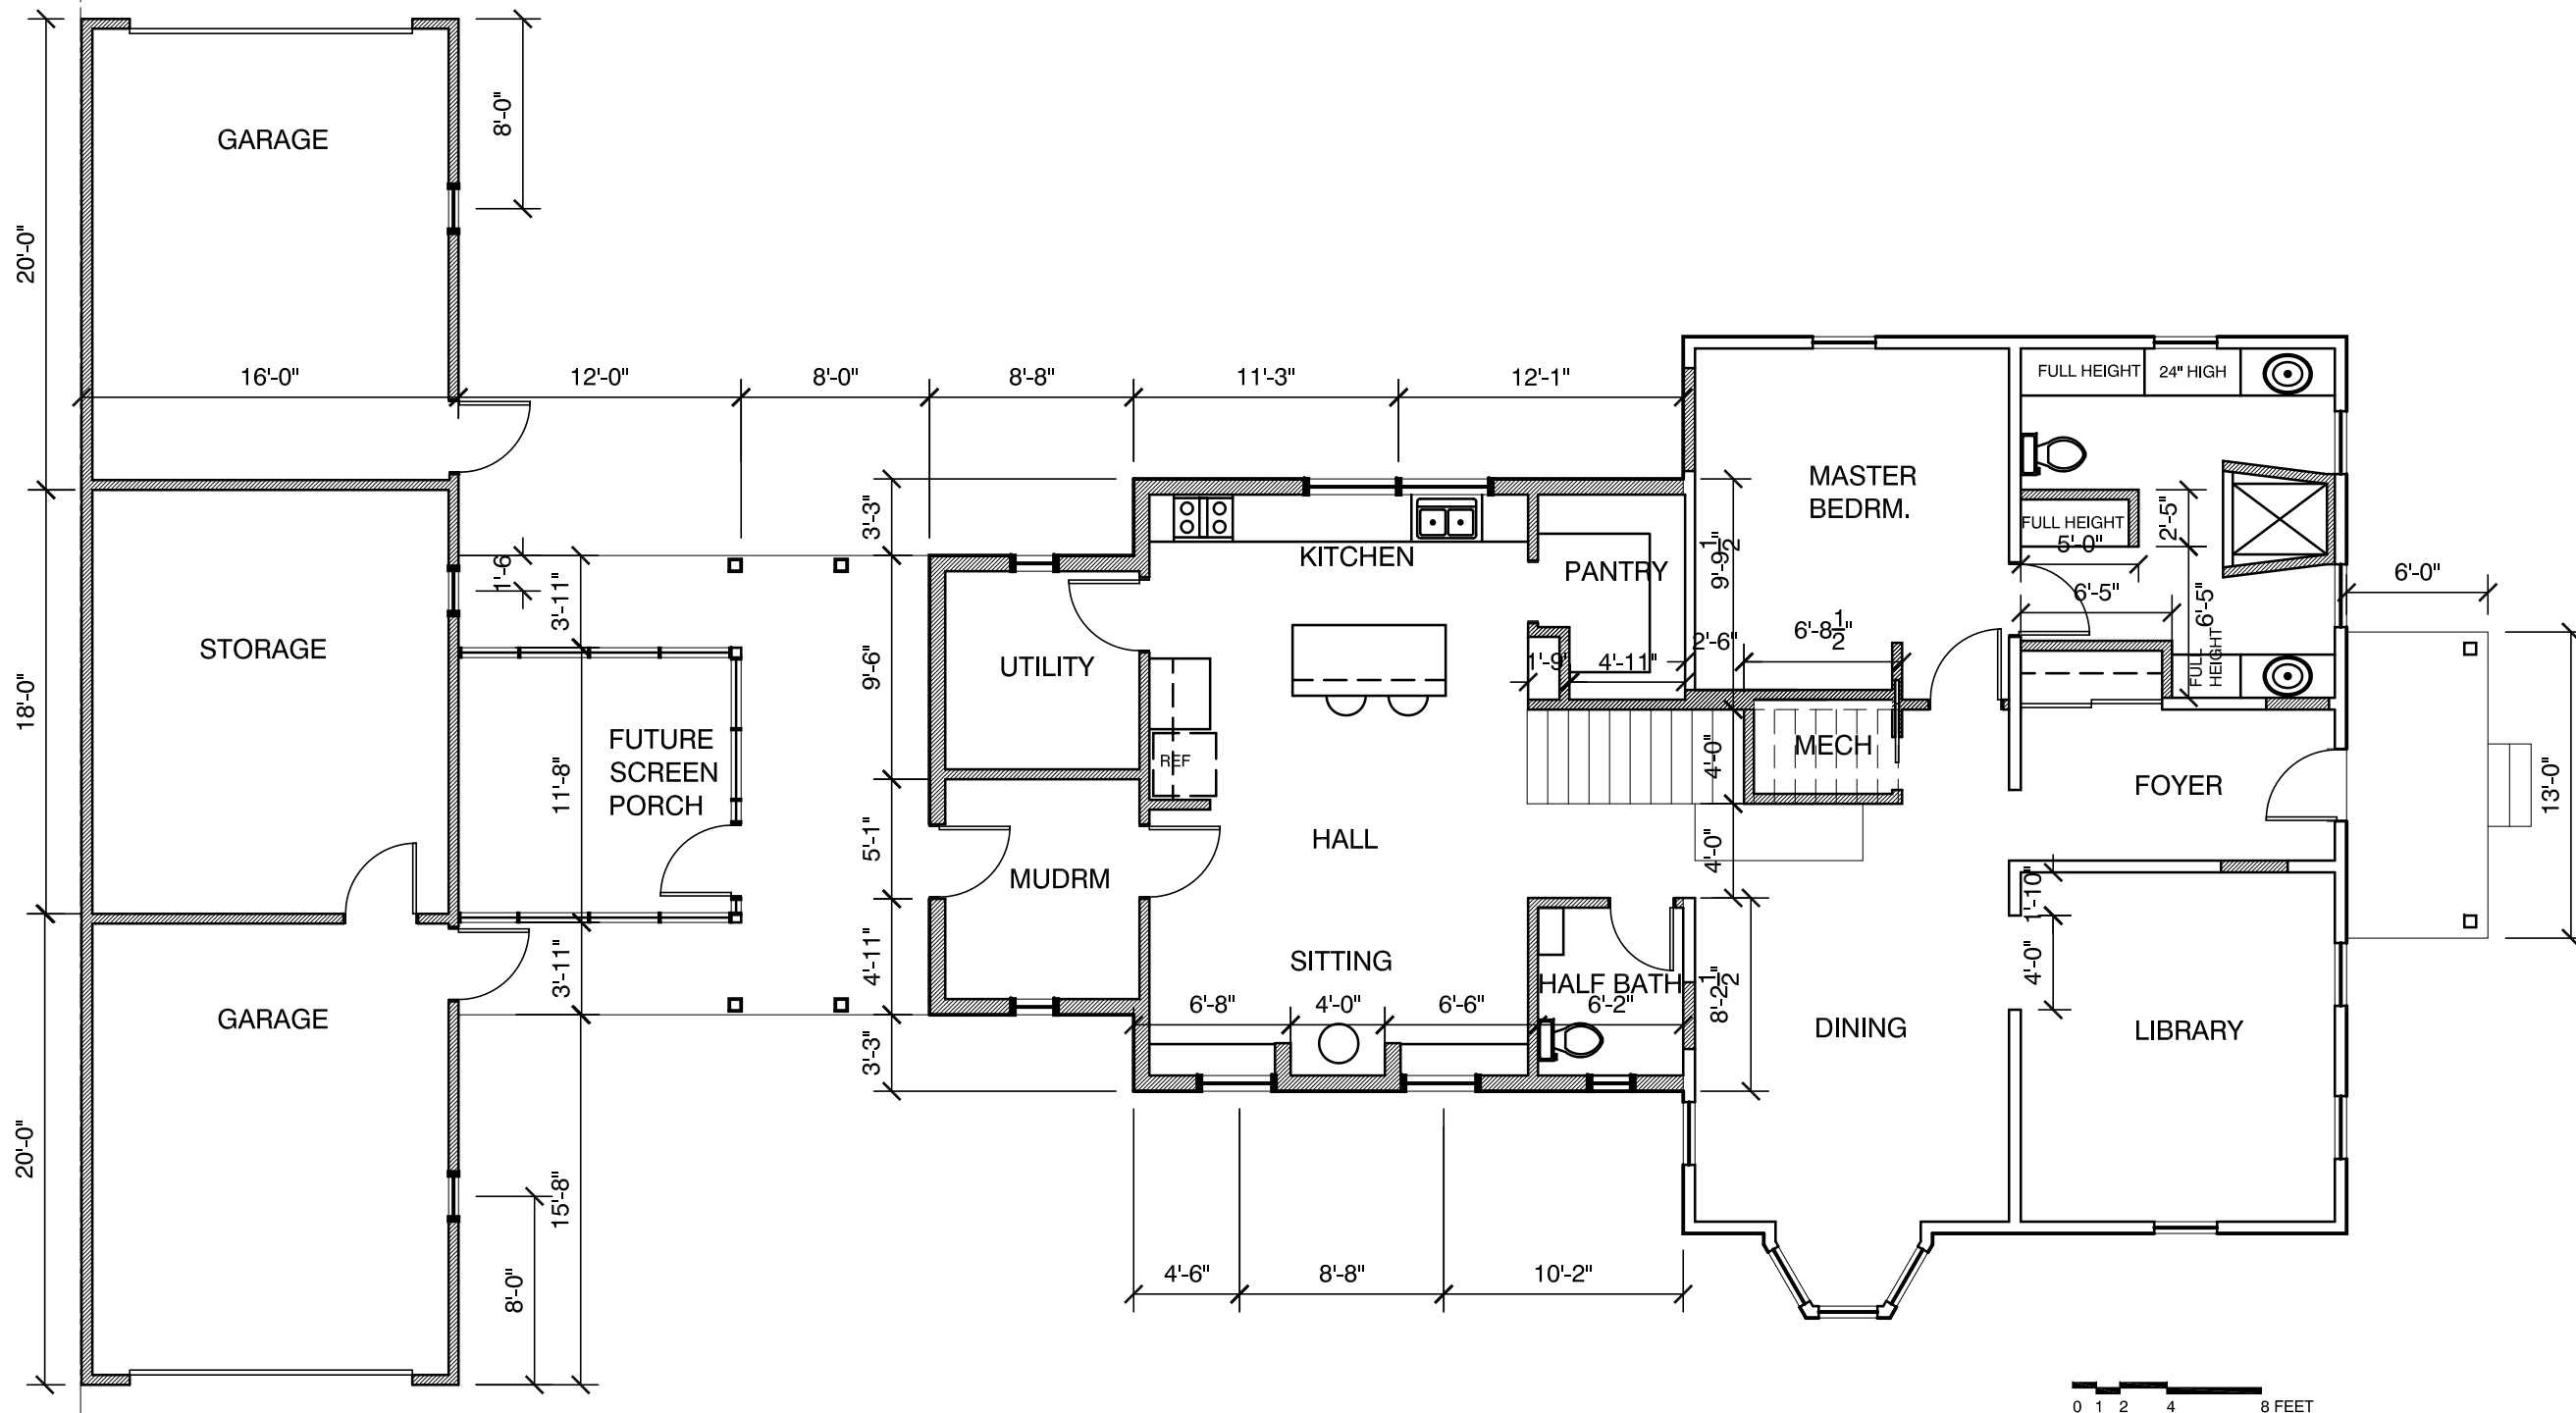 GARAGE
8'-0"
20'-0"
16'-0"
12'-0"
8'-0"
8'-8"
11'-3"
12'-1"
FULL HEIGHT
24" HIGH
MASTER
BEDRM.
3'-3"
KITCHEN
PANTRY
9'-9 1/2"
FULL HEIGHT
2'-5"
5'-0"
1'-6
3'-11"
6'-0"
6'-5"
6'-5"
STORAGE
UTILITY
9'-6"
2'-6"
6'-8 1/2"
1'-9"
4'-11"
FULL
HEIGHT
18'-0"
FUTURE
SCREEN
PORCH
11'-8"
REF
MECH
4'-0"
FOYER
13'-0"
5'-1"
HALL
4'-0"
MUDRM
1'-10"
4'-0"
SITTING
HALF BATH
4'-11"
3'-11"
8'-2 1/2"
6'-8"
4'-0"
6'-6"
6'-2"
GARAGE
DINING
LIBRARY
3'-3"
20'-0"
15'-8"
8'-0"
4'-6"
8'-8"
10'-2"
0 1 2 4 8 FEET